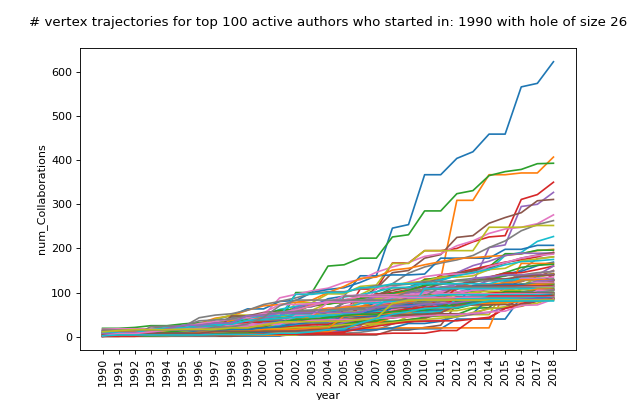 # vertex trajectories for top 100 active authors who started in: 1990 with hole of size 26
600
500
400
300
200
100
0
num_Collaborations
1990 1991 1992 1993 1994 1995 1996 1997 1998 1999 2000 2001 2002 2003 2004 2005 2006 2007 2008 2009 2010 2011 2012 2013 2014 2015 2016 2017 2018
year